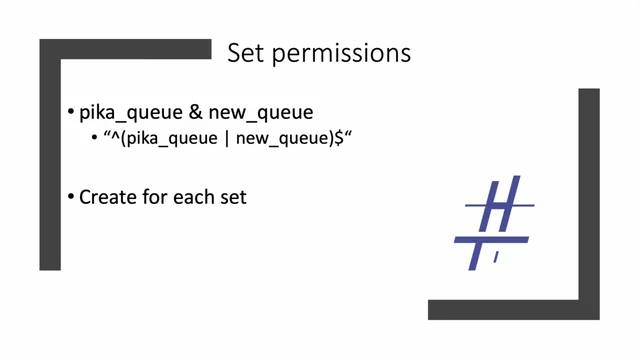 Set permissions
• pika_queue & new_queue
• “^(pika_queue | new_queue)$“
• Create for each set